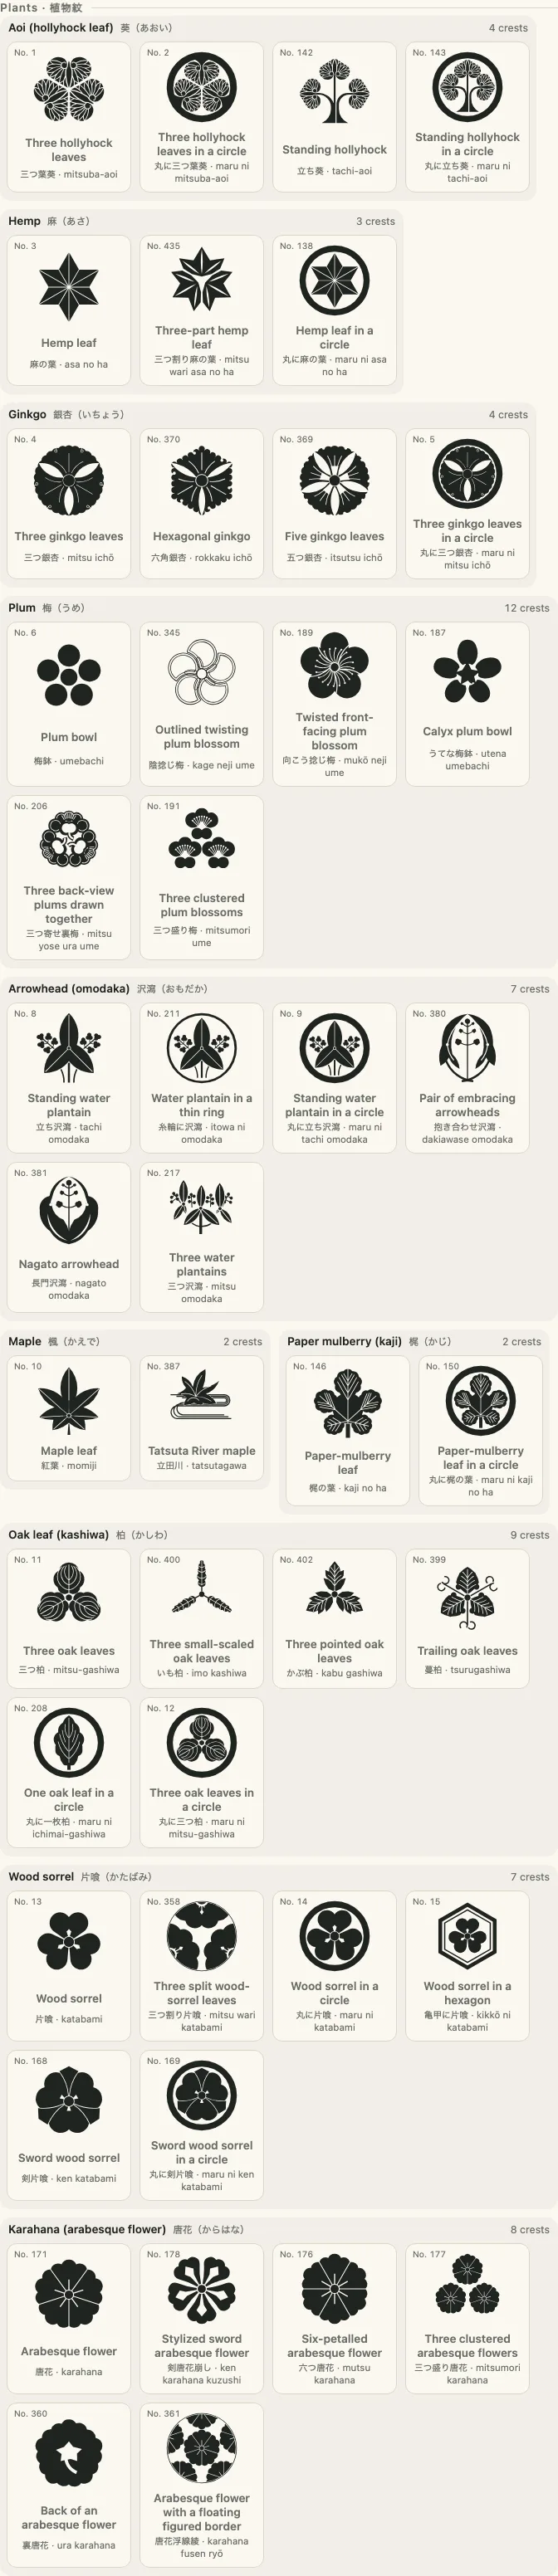 Plants · 植物紋
Aoi (hollyhock leaf) 葵（あおい） 4 crests
No. 1
Three hollyhock
leaves
三つ葉葵 · mitsuba-aoi
No. 2
Three hollyhock
leaves in a circle
丸に三つ葉葵 · maru ni
mitsuba-aoi
No. 142
Standing hollyhock
立ち葵 · tachi-aoi
No. 143
Standing hollyhock
in a circle
丸に立ち葵 · maru ni
tachi-aoi
Hemp 麻（あさ） 3 crests
No. 3
Hemp leaf
麻の葉 · asa no ha
No. 435
Three-part hemp
leaf
三つ割り麻の葉 · mitsu
wari asa no ha
No. 138
Hemp leaf in a
circle
丸に麻の葉 · maru ni asa
no ha
Ginkgo 銀杏（いちょう） 4 crests
No. 4
Three ginkgo leaves
三つ銀杏 · mitsu ichō
No. 370
Hexagonal ginkgo
六角銀杏 · rokkaku ichō
No. 369
Five ginkgo leaves
五つ銀杏 · itsutsu ichō
No. 5
Three ginkgo leaves
in a circle
丸に三つ銀杏 · maru ni
mitsu ichō
Plum 梅（うめ） 12 crests
No. 6
Plum bowl
梅鉢 · umebachi
No. 345
Outlined twisting
plum blossom
陰捻じ梅 · kage neji ume
No. 189
Twisted front-
facing plum
blossom
向こう捻じ梅 · mukō neji
ume
No. 187
Calyx plum bowl
うてな梅鉢 · utena
umebachi
No. 206
Three back-view
plums drawn
together
三つ寄せ裏梅 · mitsu
yose ura ume
No. 191
Three clustered
plum blossoms
三つ盛り梅 · mitsumori
ume
Arrowhead (omodaka) 沢瀉（おもだか） 7 crests
No. 8
Standing water
plantain
立ち沢瀉 · tachi
omodaka
No. 211
Water plantain in a
thin ring
糸輪に沢瀉 · itowa ni
omodaka
No. 9
Standing water
plantain in a circle
丸に立ち沢瀉 · maru ni
tachi omodaka
No. 380
Pair of embracing
arrowheads
抱き合わせ沢瀉 ·
dakiawase omodaka
No. 381
Nagato arrowhead
長門沢瀉 · nagato
omodaka
No. 217
Three water
plantains
三つ沢瀉 · mitsu
omodaka
Maple 楓（かえで） 2 crests
No. 10
Maple leaf
紅葉 · momiji
No. 387
Tatsuta River maple
立田川 · tatsutagawa
Paper mulberry (kaji) 梶（かじ） 2 crests
No. 146
Paper-mulberry
leaf
梶の葉 · kaji no ha
No. 150
Paper-mulberry
leaf in a circle
丸に梶の葉 · maru ni kaji
no ha
Oak leaf (kashiwa) 柏（かしわ） 9 crests
No. 11
Three oak leaves
三つ柏 · mitsu-gashiwa
No. 400
Three small-scaled
oak leaves
いも柏 · imo kashiwa
No. 402
Three pointed oak
leaves
かぶ柏 · kabu gashiwa
No. 399
Trailing oak leaves
蔓柏 · tsurugashiwa
No. 208
One oak leaf in a
circle
丸に一枚柏 · maru ni
ichimai-gashiwa
No. 12
Three oak leaves in
a circle
丸に三つ柏 · maru ni
mitsu-gashiwa
Wood sorrel 片喰（かたばみ） 7 crests
No. 13
Wood sorrel
片喰 · katabami
No. 358
Three split wood-
sorrel leaves
三つ割り片喰 · mitsu wari
katabami
No. 14
Wood sorrel in a
circle
丸に片喰 · maru ni
katabami
No. 15
Wood sorrel in a
hexagon
亀甲に片喰 · kikkō ni
katabami
No. 168
Sword wood sorrel
剣片喰 · ken katabami
No. 169
Sword wood sorrel
in a circle
丸に剣片喰 · maru ni ken
katabami
Karahana (arabesque flower) 唐花（からはな） 8 crests
No. 171
Arabesque flower
唐花 · karahana
No. 178
Stylized sword
arabesque flower
剣唐花崩し · ken
karahana kuzushi
No. 176
Six-petalled
arabesque flower
六つ唐花 · mutsu
karahana
No. 177
Three clustered
arabesque flowers
三つ盛り唐花 · mitsumori
karahana
No. 360
Back of an
arabesque flower
裏唐花 · ura karahana
No. 361
Arabesque flower
with a floating
figured border
唐花浮線綾 · karahana
fusen ryō